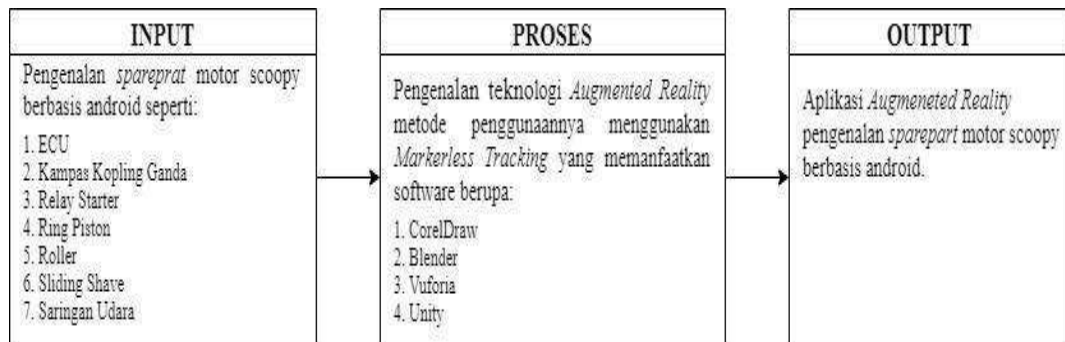 INPUT
Pengenalan spareprat motor scoopy
berbasis android seperti:
1. ECU
2. Kampas Kopling Ganda
3. Relay Starter
4. Ring Piston
5. Roller
6. Sliding Shave
7. Saringan Udara
PROSES
Pengenalan teknologi Augmented Reality
metode penggunaannya menggunakan
Markerless Tracking yang memanfaatkan
software berupa:
1. CorelDraw
2. Blender
3. Vuforia
4. Unity
OUTPUT
Aplikasi Augmeneted Reality
pengenalan sparepart motor scoopy
berbasis android.